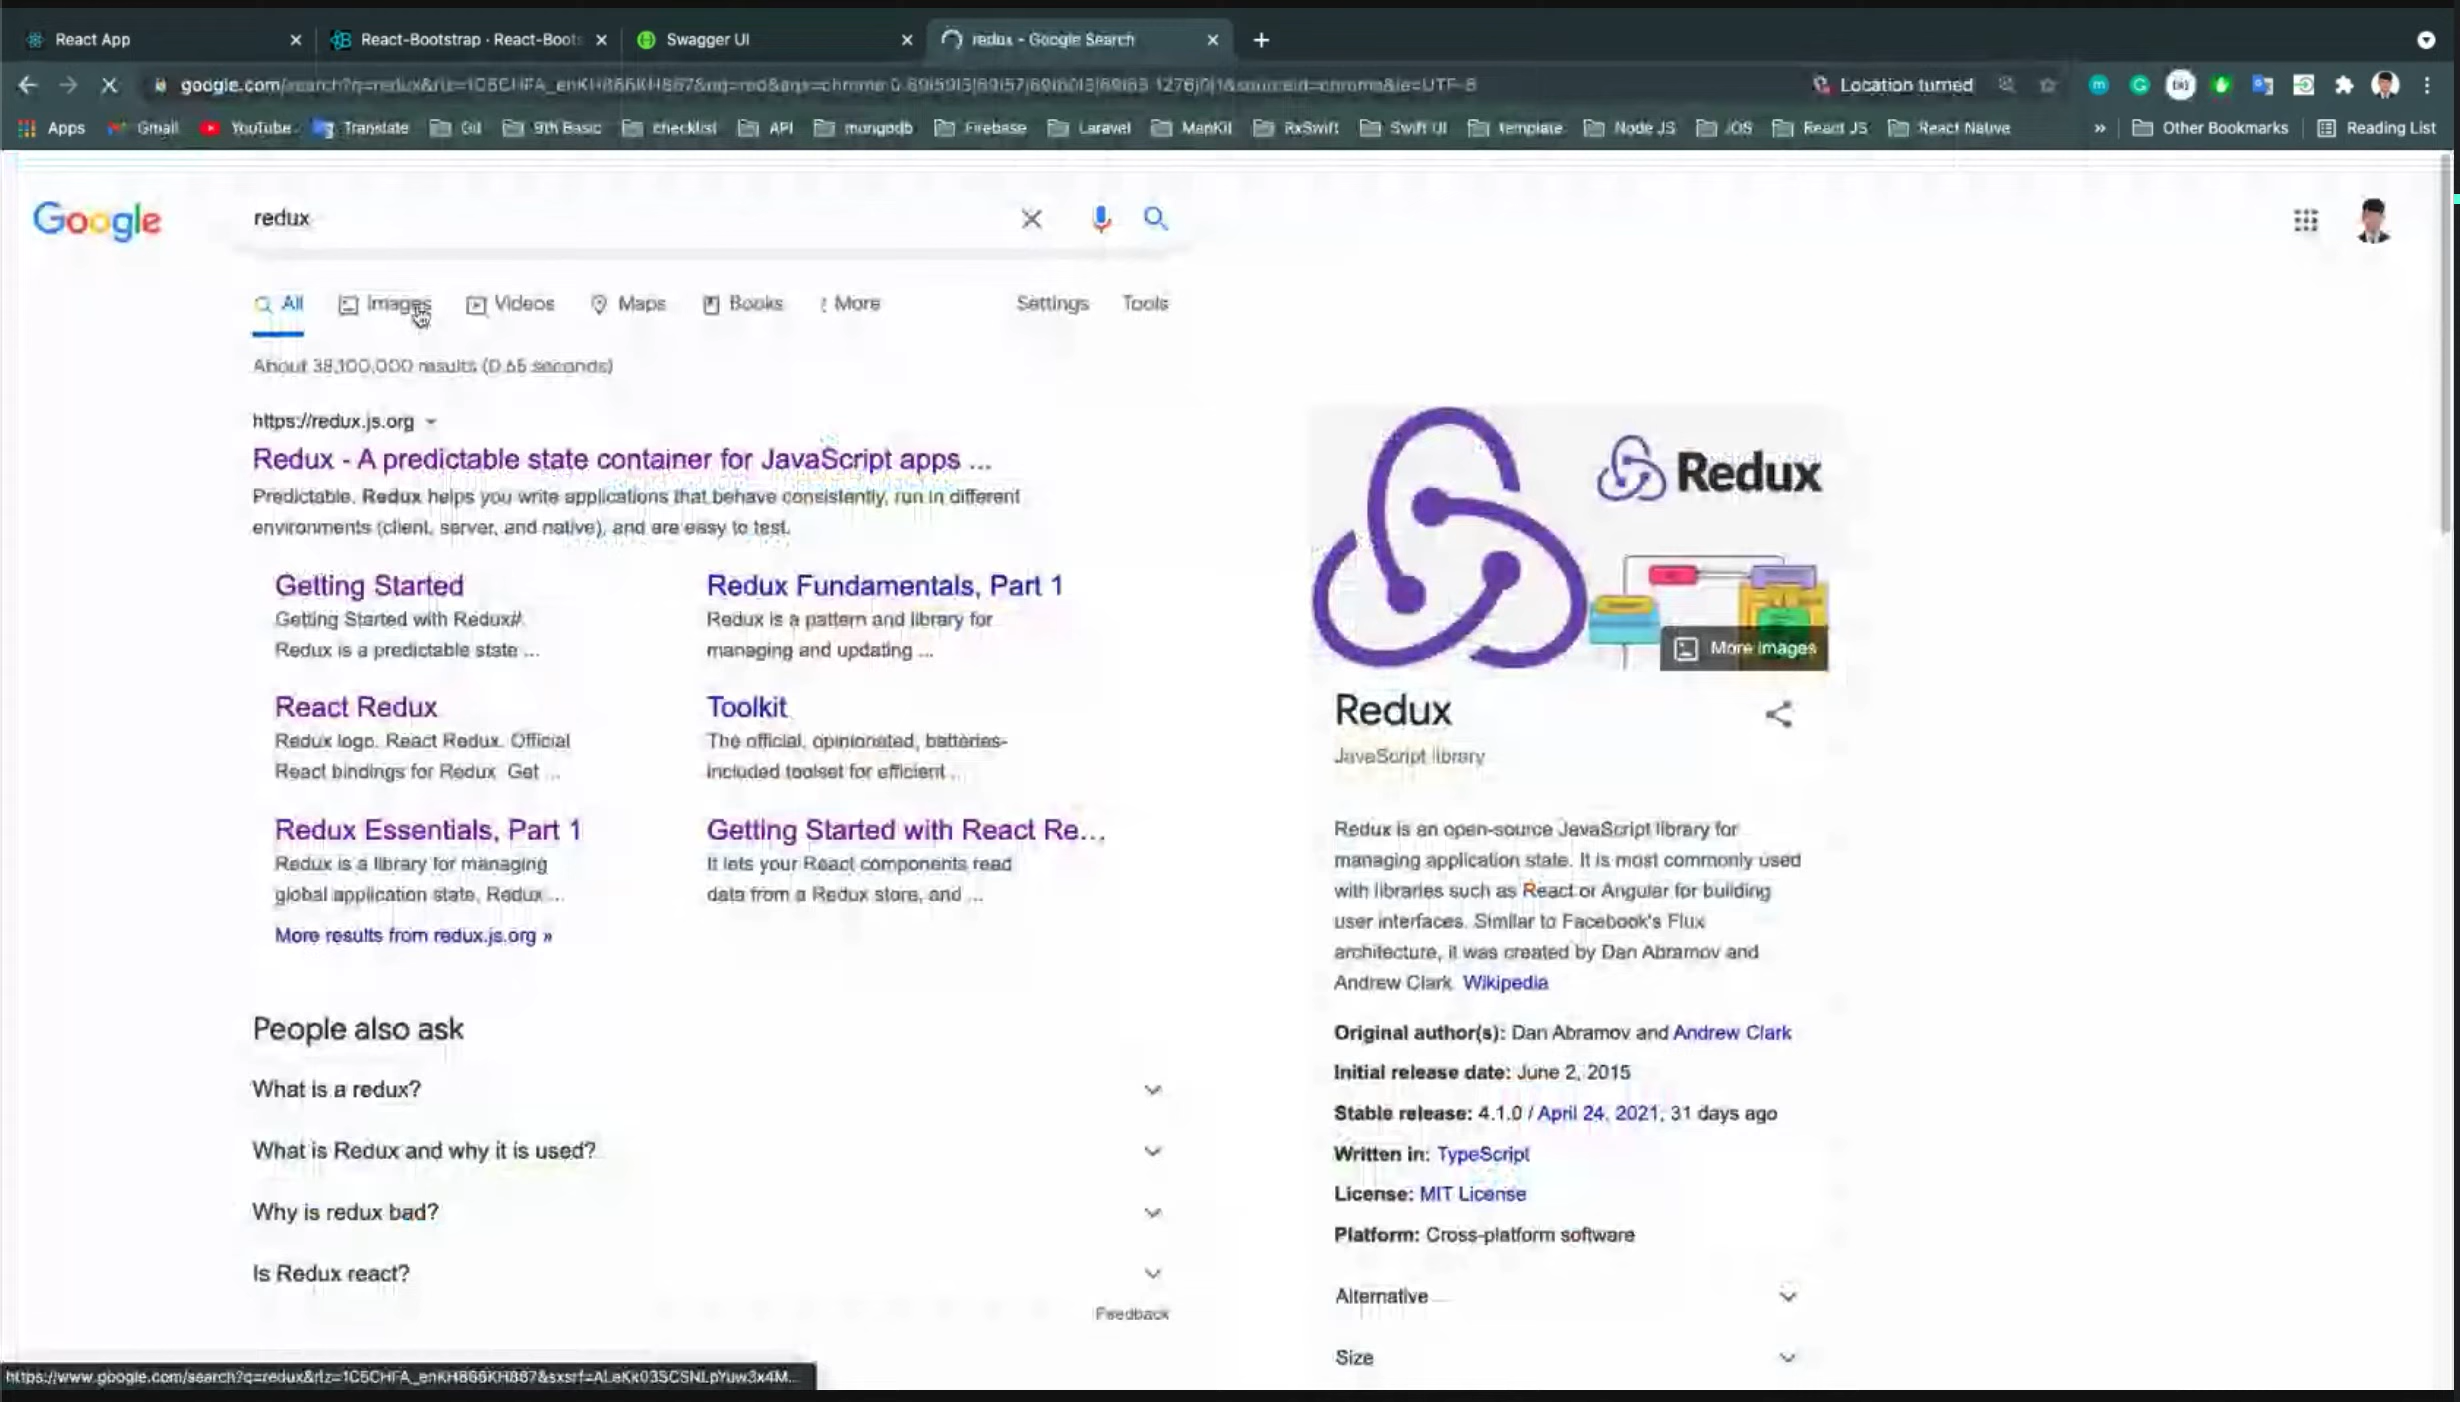 React App
React-Bootstrap · React-Boots
Swagger UI
redux - Google Search
Location turned
Apps
Gmail
YouTube
Translate
Git
9th Basic
checklist
API
mongodb
Firebase
Laravel
MapKit
RxSwift
Swift UI
template
Node JS
iOS
React JS
React Native
»
Other Bookmarks
Reading List
Google
redux
All
Images
Videos
Maps
Books
More
Settings
Tools
About 38,100,000 results (0.65 seconds)
https://redux.js.org
Redux - A predictable state container for JavaScript apps ...
Predictable. Redux helps you write applications that behave consistently, run in different
environments (client, server, and native), and are easy to test.
Getting Started
Getting Started with Redux#.
Redux is a predictable state ...
Redux Fundamentals, Part 1
Redux is a pattern and library for
managing and updating ...
React Redux
Redux logo. React Redux. Official
React bindings for Redux. Get ...
Toolkit
The official, opinionated, batteries-
included toolset for efficient ...
Redux Essentials, Part 1
Redux is a library for managing
global application state. Redux ...
Getting Started with React Re...
It lets your React components read
data from a Redux store, and ...
More results from redux.js.org »
People also ask
What is a redux?
What is Redux and why it is used?
Why is redux bad?
Is Redux react?
Feedback
Redux
More images
Redux
JavaScript library
Redux is an open-source JavaScript library for
managing application state. It is most commonly used
with libraries such as React or Angular for building
user interfaces. Similar to Facebook's Flux
architecture, it was created by Dan Abramov and
Andrew Clark. Wikipedia
Original author(s): Dan Abramov and Andrew Clark
Initial release date: June 2, 2015
Stable release: 4.1.0 / April 24, 2021; 31 days ago
Written in: TypeScript
License: MIT License
Platform: Cross-platform software
Alternative
Size